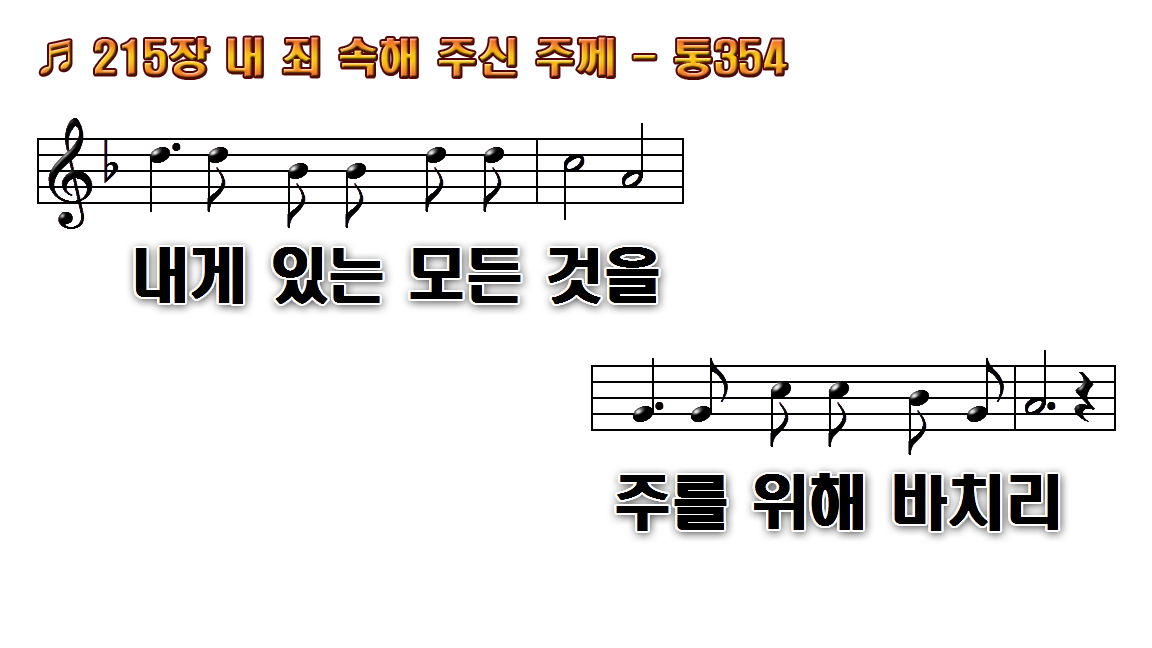 ♬ 215장 내 죄 속해 주신 주께 - 통354
내게 있는 모든 것을
주를 위해 바치리